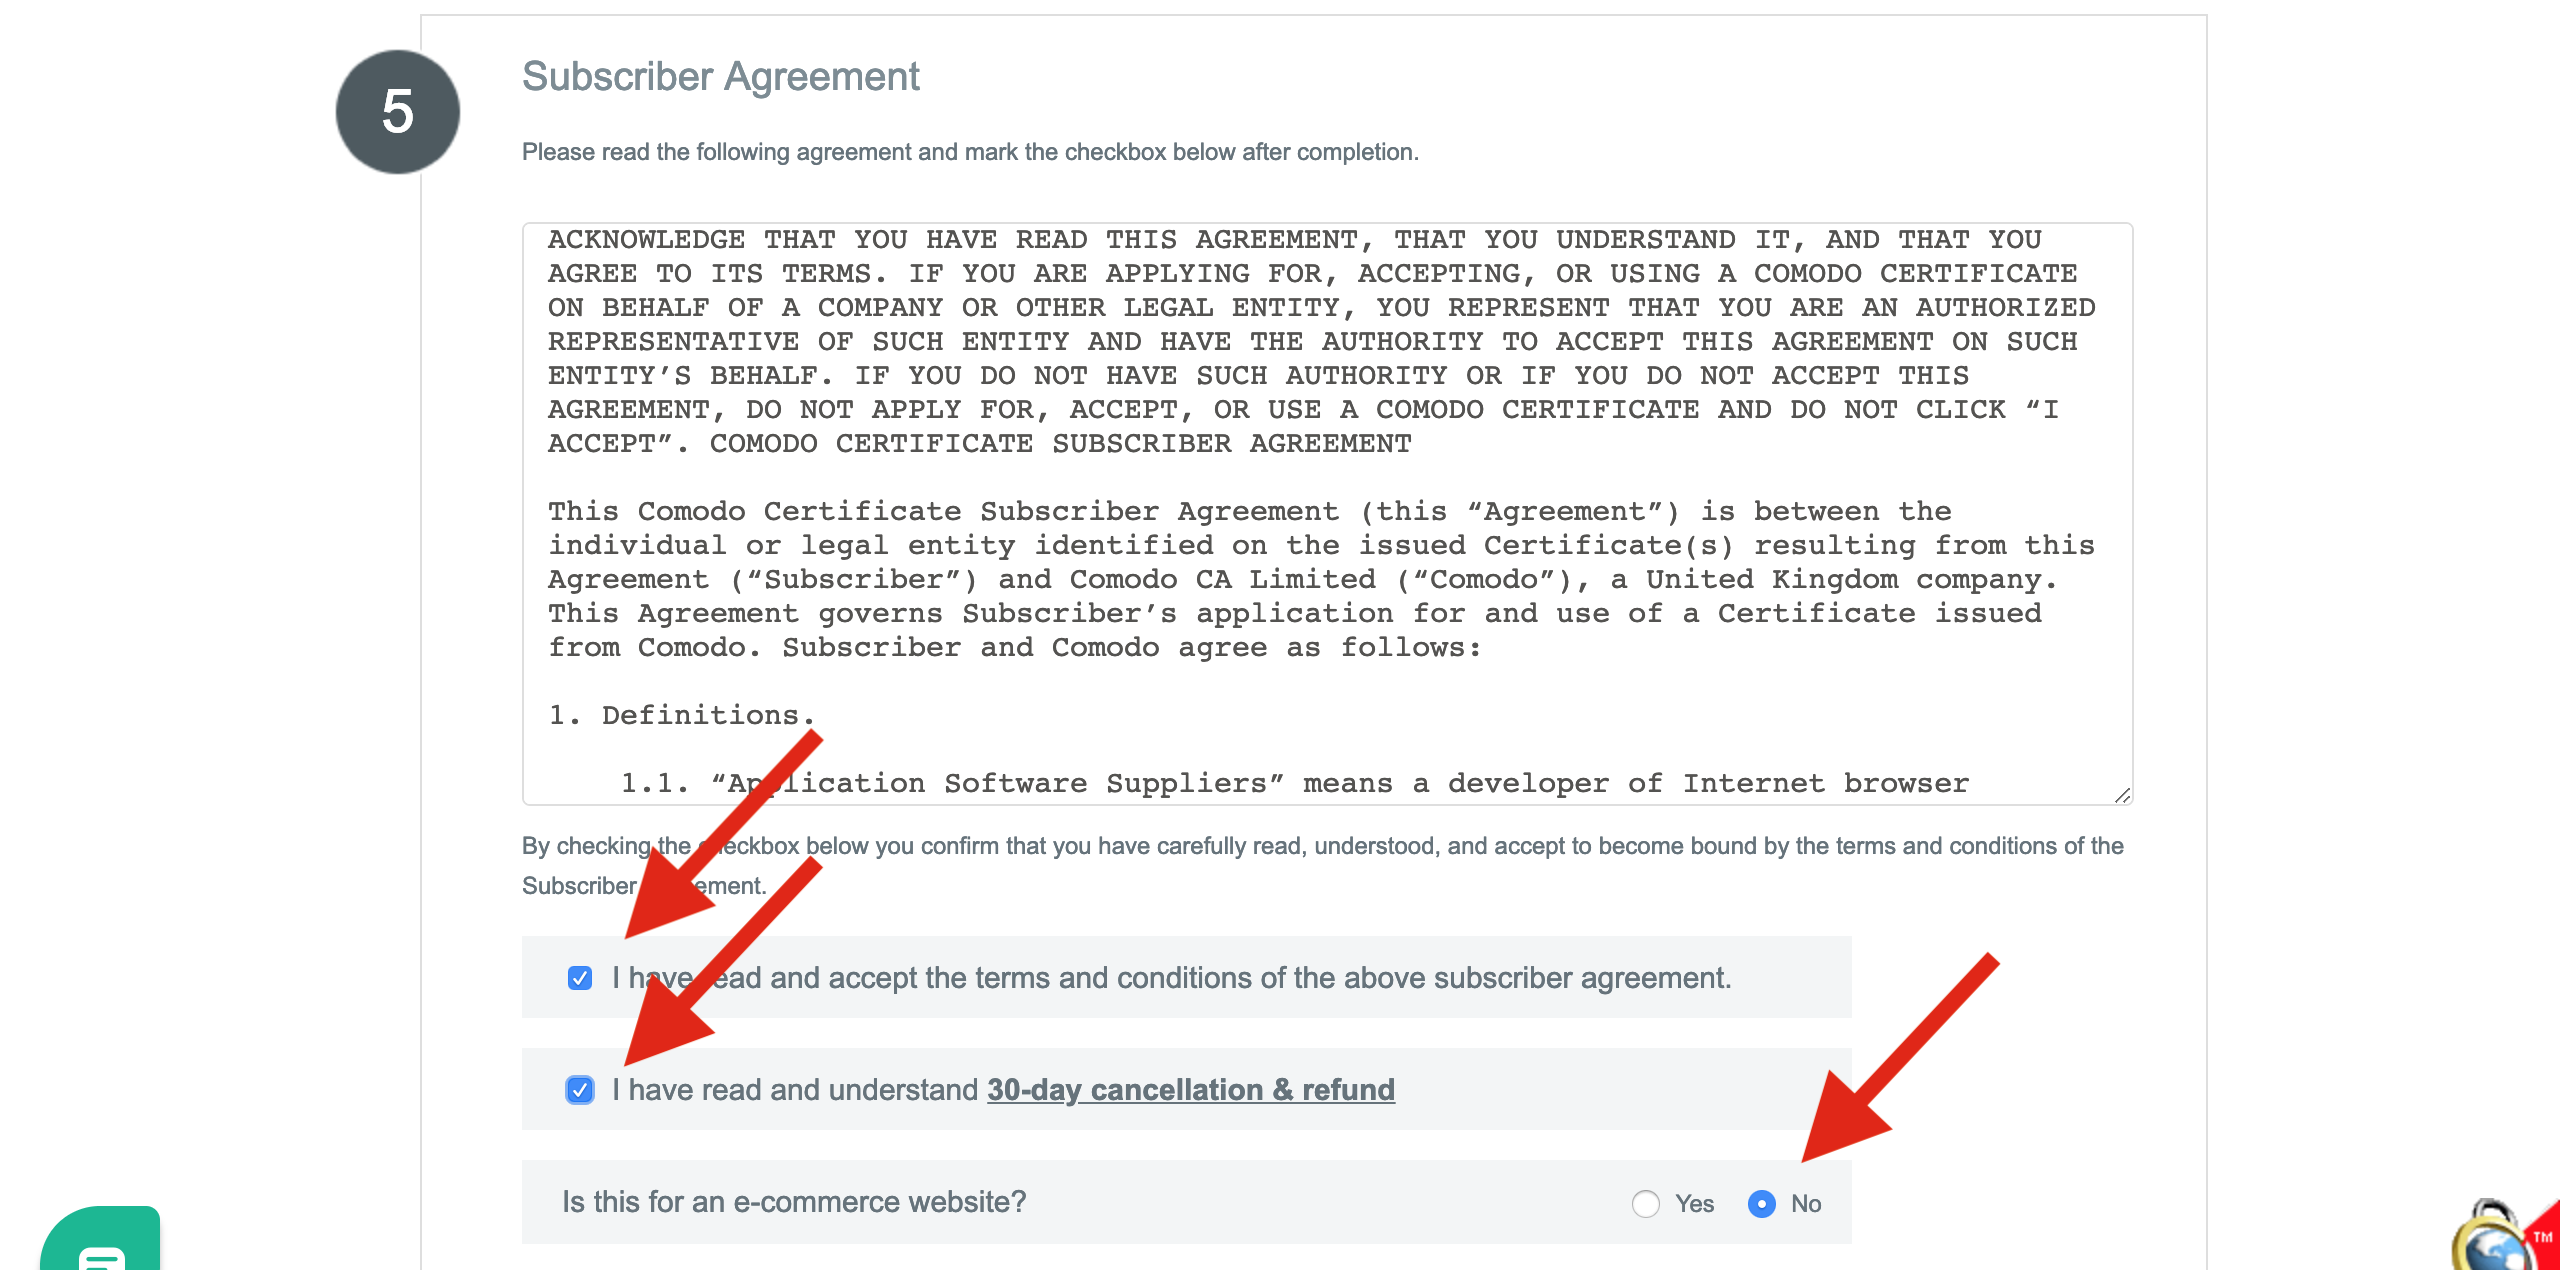 5
Subscriber Agreement
Please read the following agreement and mark the checkbox below after completion.
ACKNOWLEDGE THAT YOU HAVE READ THIS AGREEMENT, THAT YOU UNDERSTAND IT, AND THAT YOU
AGREE TO ITS TERMS. IF YOU ARE APPLYING FOR, ACCEPTING, OR USING A COMODO CERTIFICATE
ON BEHALF OF A COMPANY OR OTHER LEGAL ENTITY, YOU REPRESENT THAT YOU ARE AN AUTHORIZED
REPRESENTATIVE OF SUCH ENTITY AND HAVE THE AUTHORITY TO ACCEPT THIS AGREEMENT ON SUCH
ENTITY’S BEHALF. IF YOU DO NOT HAVE SUCH AUTHORITY OR IF YOU DO NOT ACCEPT THIS
AGREEMENT, DO NOT APPLY FOR, ACCEPT, OR USE A COMODO CERTIFICATE AND DO NOT CLICK “I
ACCEPT”. COMODO CERTIFICATE SUBSCRIBER AGREEMENT
This Comodo Certificate Subscriber Agreement (this “Agreement”) is between the
individual or legal entity identified on the issued Certificate(s) resulting from this
Agreement (“Subscriber”) and Comodo CA Limited (“Comodo”), a United Kingdom company.
This Agreement governs Subscriber’s application for and use of a Certificate issued
from Comodo. Subscriber and Comodo agree as follows:
1. Definitions.
1.1. “Application Software Suppliers” means a developer of Internet browser
By checking the checkbox below you confirm that you have carefully read, understood, and accept to become bound by the terms and conditions of the
Subscriber Agreement.
I have read and accept the terms and conditions of the above subscriber agreement.
I have read and understand 30-day cancellation & refund
Is this for an e-commerce website? Yes No
TM